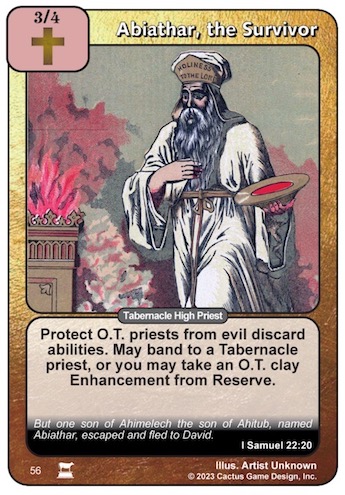 3/4
Abiathar, the Survivor
HOLINESS
TO THE LORD
Tabernacle High Priest
Protect O.T. priests from evil discard
abilities. May band to a Tabernacle
priest, or you may take an O.T. clay
Enhancement from Reserve.
But one son of Ahimelech the son of Ahitub, named
Abiathar, escaped and fled to David.
I Samuel 22:20
56
Illus. Artist Unknown
© 2023 Cactus Game Design, Inc.